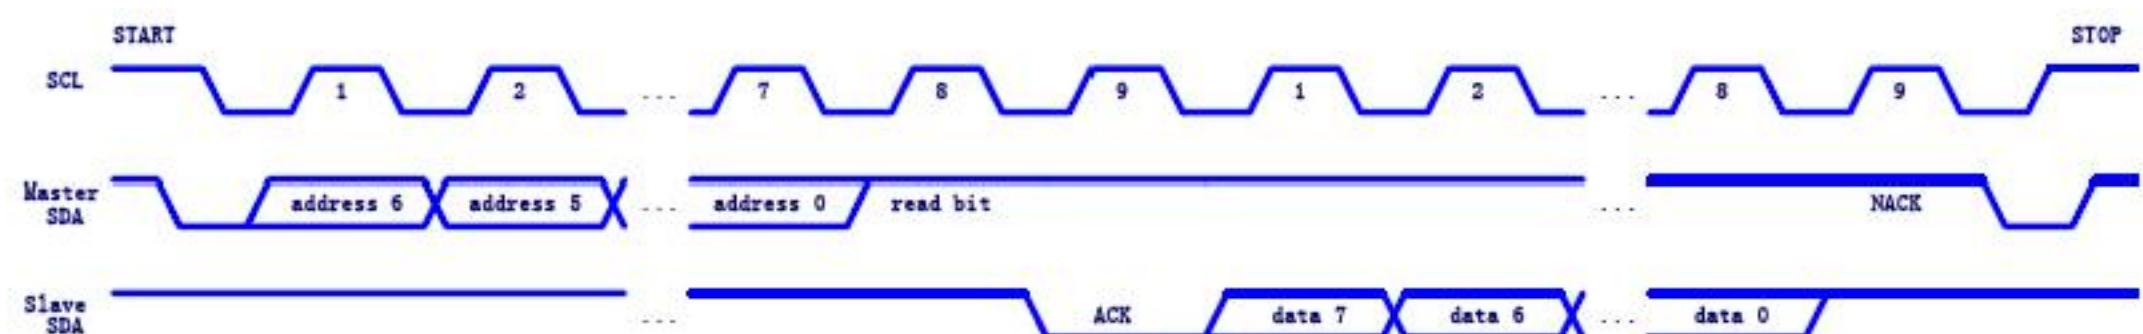 START STOP
SCL 1 2 ... 7 8 9 1 2 ... 8 9
Master SDA address 6 address 5 ... address 0 read bit ... NACK
Slave SDA ... ACK data 7 data 6 ... data 0